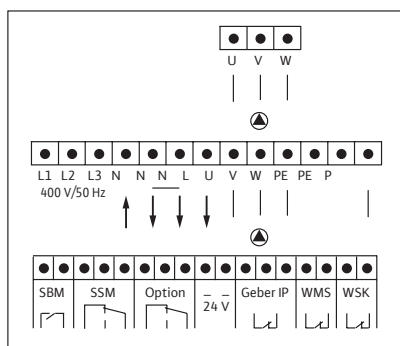 U V W
L1 L2 L3 N N N L U V W PE PE P
400 V/50 Hz
SBM SSM Option 24 V Geber IP WMS WSK